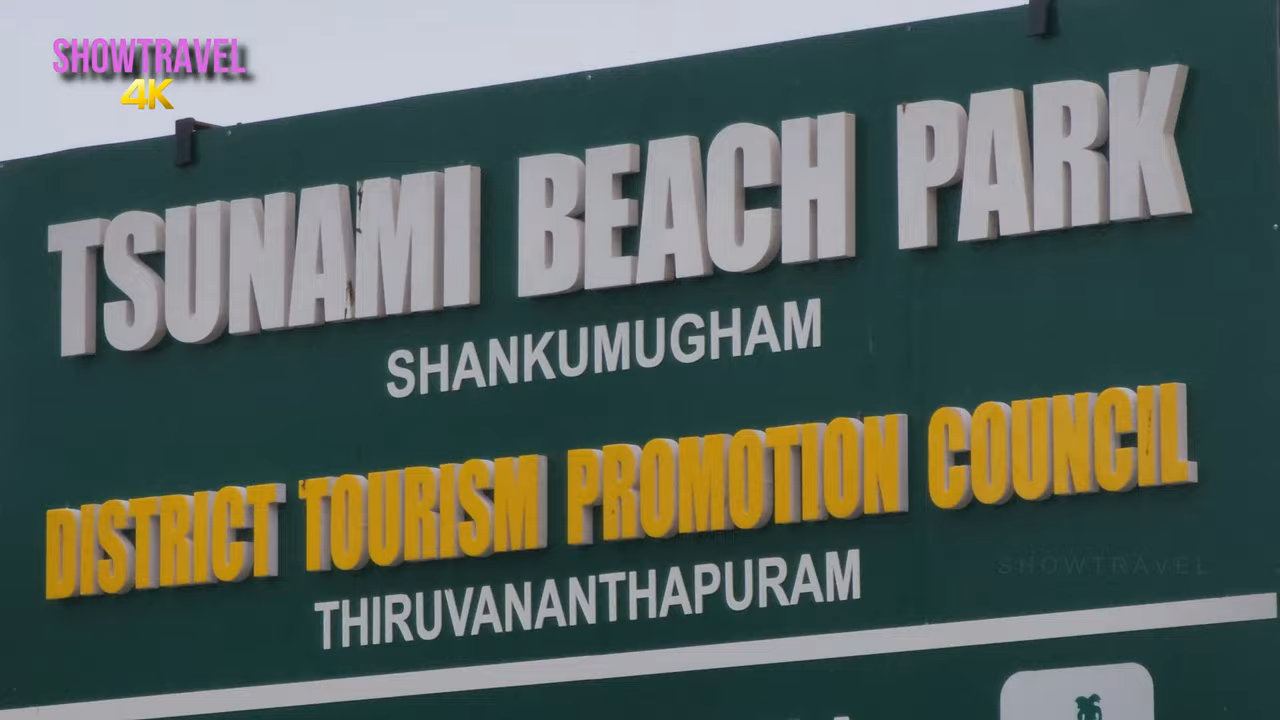 SHOWTRAVEL
4K
TSUNAMI BEACH PARK
SHANKUMUGHAM
DISTRICT TOURISM PROMOTION COUNCIL
THIRUVANANTHAPURAM
SHOWTRAVEL